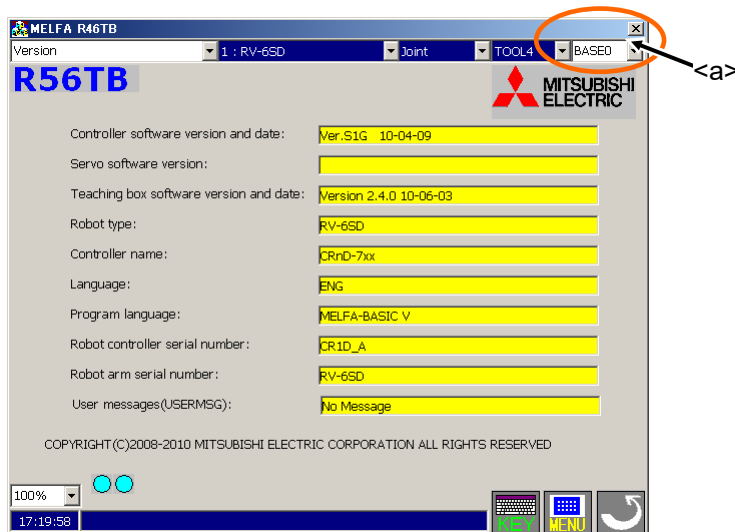 MELFA R46TB
Version 1 : RV-6SD Joint TOOL4 BASE0
<a>
R56TB
MITSUBISHI
ELECTRIC
Controller software version and date: Ver.S1G 10-04-09
Servo software version:
Teaching box software version and date: Version 2.4.0 10-06-03
Robot type: RV-6SD
Controller name: CRnD-7xx
Language: ENG
Program language: MELFA-BASIC V
Robot controller serial number: CR1D_A
Robot arm serial number: RV-6SD
User messages(USERMSG): No Message
COPYRIGHT(C)2008-2010 MITSUBISHI ELECTRIC CORPORATION ALL RIGHTS RESERVED
100%
17:19:58 KEY MENU